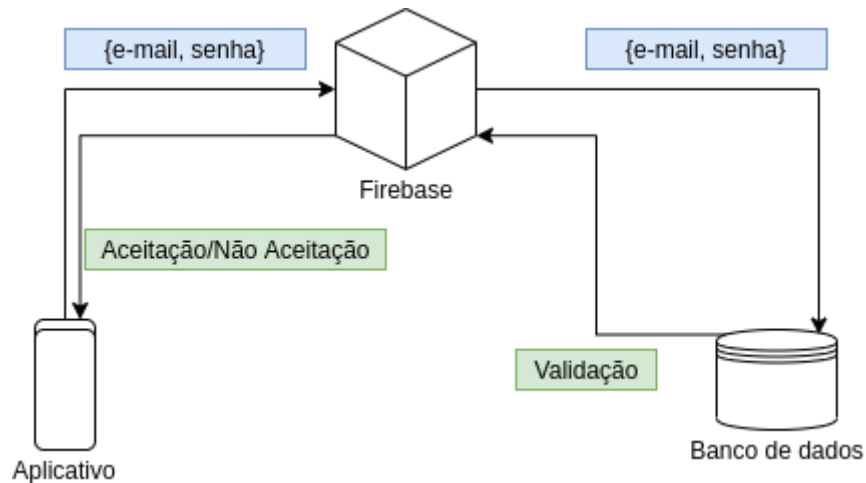 {e-mail, senha}
{e-mail, senha}
Firebase
Aceitação/Não Aceitação
Validação
Banco de dados
Aplicativo